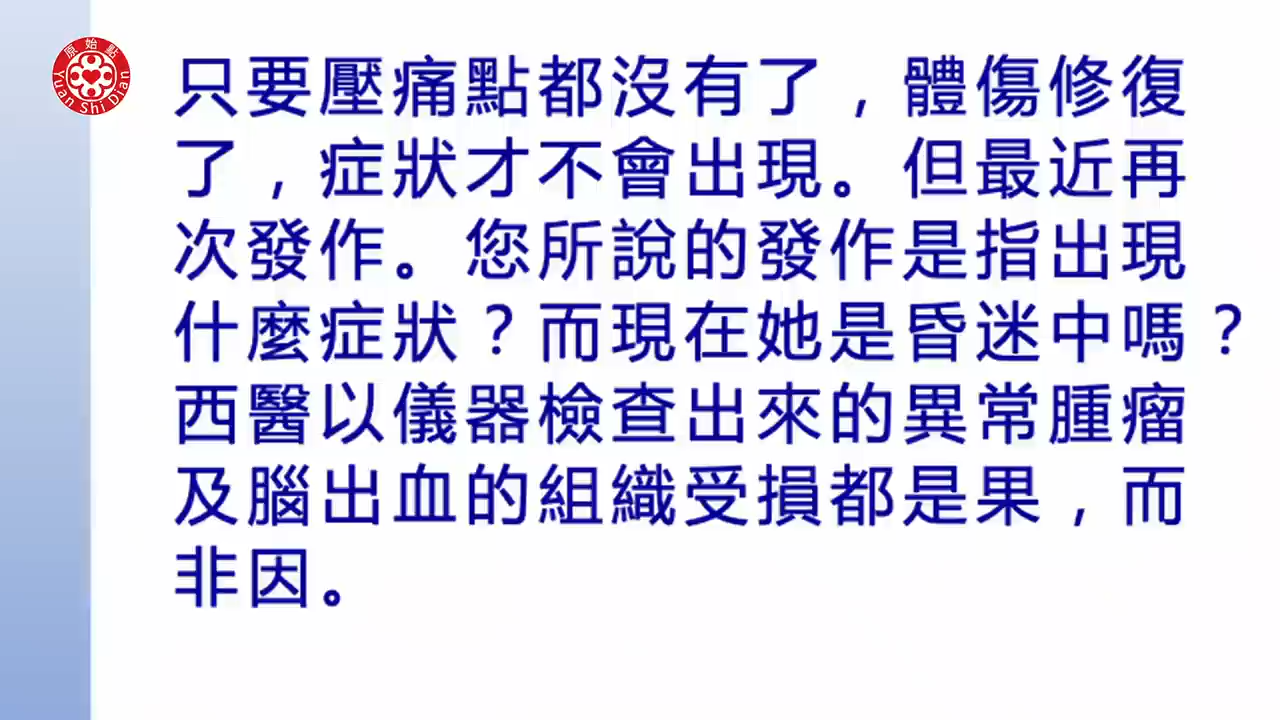 原始點
Yuan Shi Dian
只要壓痛點都沒有了，體傷修復
了，症狀才不會出現。但最近再
次發作。您所說的發作是指出現
什麼症狀？而現在她是昏迷中嗎？
西醫以儀器檢查出來的異常腫瘤
及腦出血的組織受損都是果，而
非因。